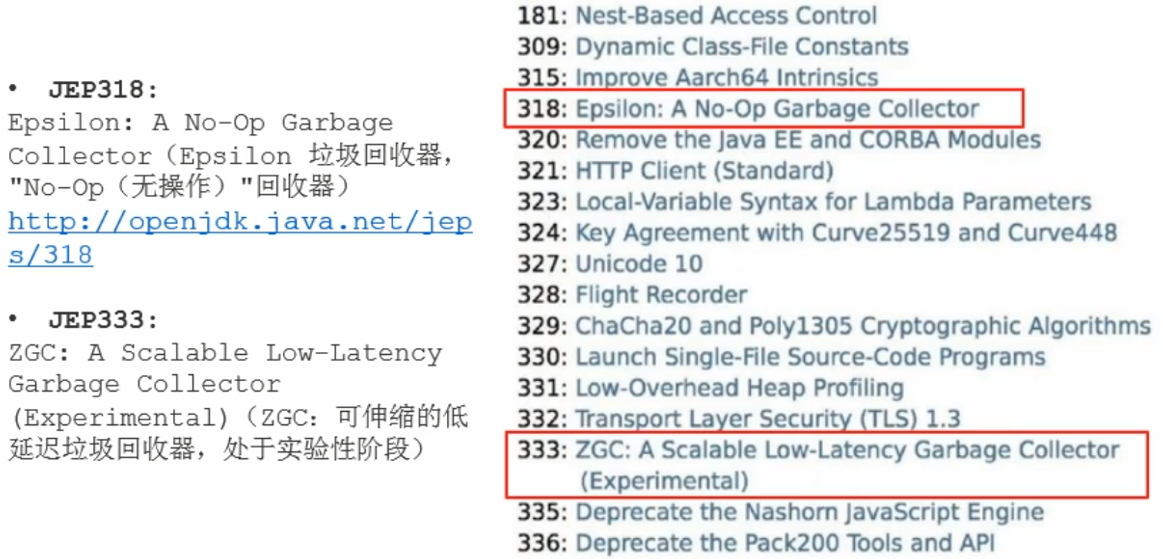 • JEP318:
Epsilon: A No-Op Garbage
Collector（Epsilon 垃圾回收器，
"No-Op（无操作）"回收器）
http://openjdk.java.net/jep
s/318
• JEP333:
ZGC: A Scalable Low-Latency
Garbage Collector
(Experimental)（ZGC：可伸缩的低
延迟垃圾回收器，处于实验性阶段）
181: Nest-Based Access Control
309: Dynamic Class-File Constants
315: Improve Aarch64 Intrinsics
318: Epsilon: A No-Op Garbage Collector
320: Remove the Java EE and CORBA Modules
321: HTTP Client (Standard)
323: Local-Variable Syntax for Lambda Parameters
324: Key Agreement with Curve25519 and Curve448
327: Unicode 10
328: Flight Recorder
329: ChaCha20 and Poly1305 Cryptographic Algorithms
330: Launch Single-File Source-Code Programs
331: Low-Overhead Heap Profiling
332: Transport Layer Security (TLS) 1.3
333: ZGC: A Scalable Low-Latency Garbage Collector
(Experimental)
335: Deprecate the Nashorn JavaScript Engine
336: Deprecate the Pack200 Tools and API